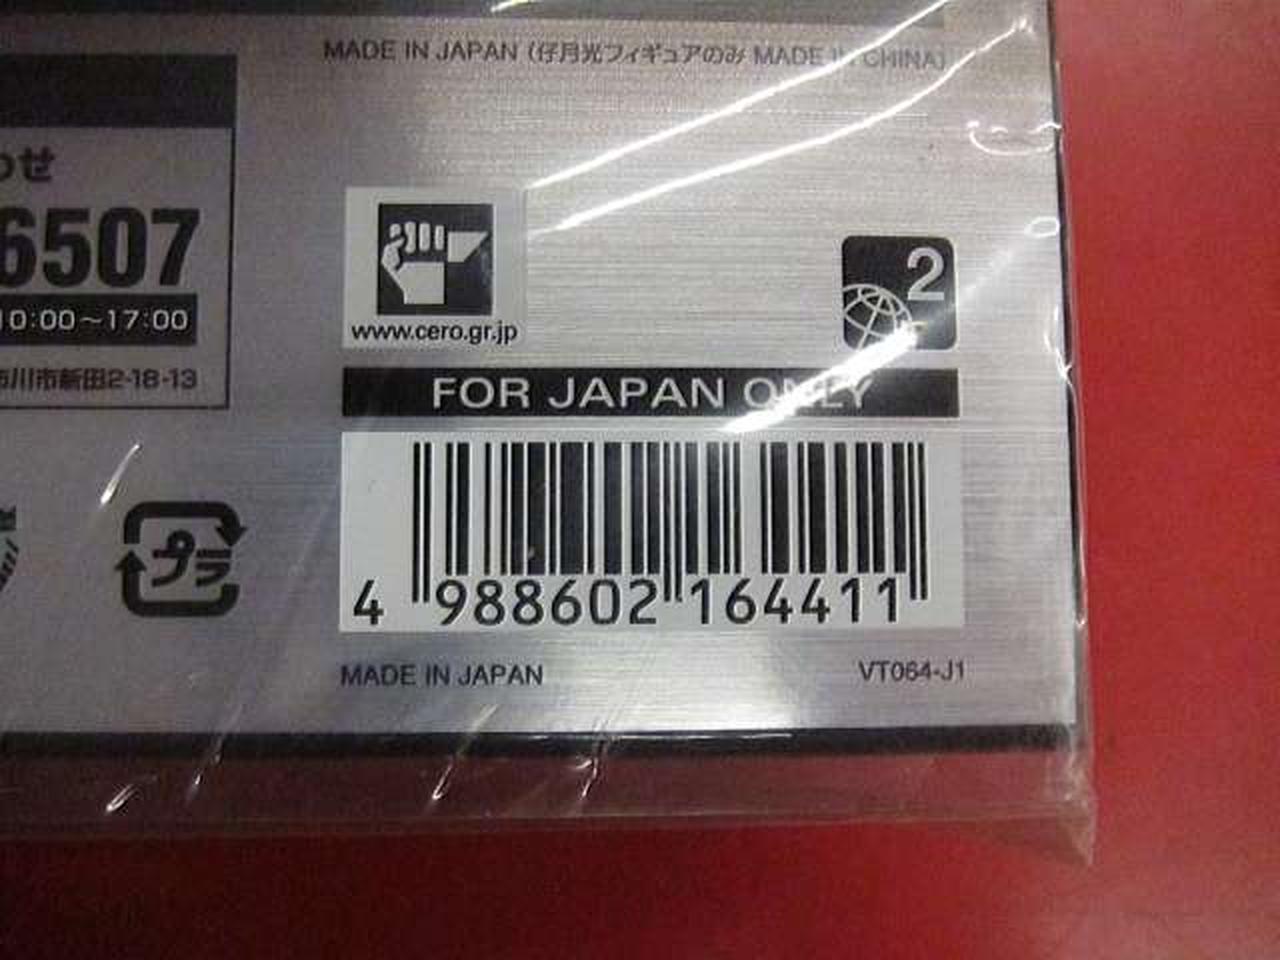 MADE IN JAPAN (仔月光フィギュアのみ MADE IN CHINA)
わせ
6507
10:00～17:00
市川市新田2-18-13
www.cero.gr.jp
2
FOR JAPAN ONLY
プラ
4 988602 164411
MADE IN JAPAN
VT064-J1